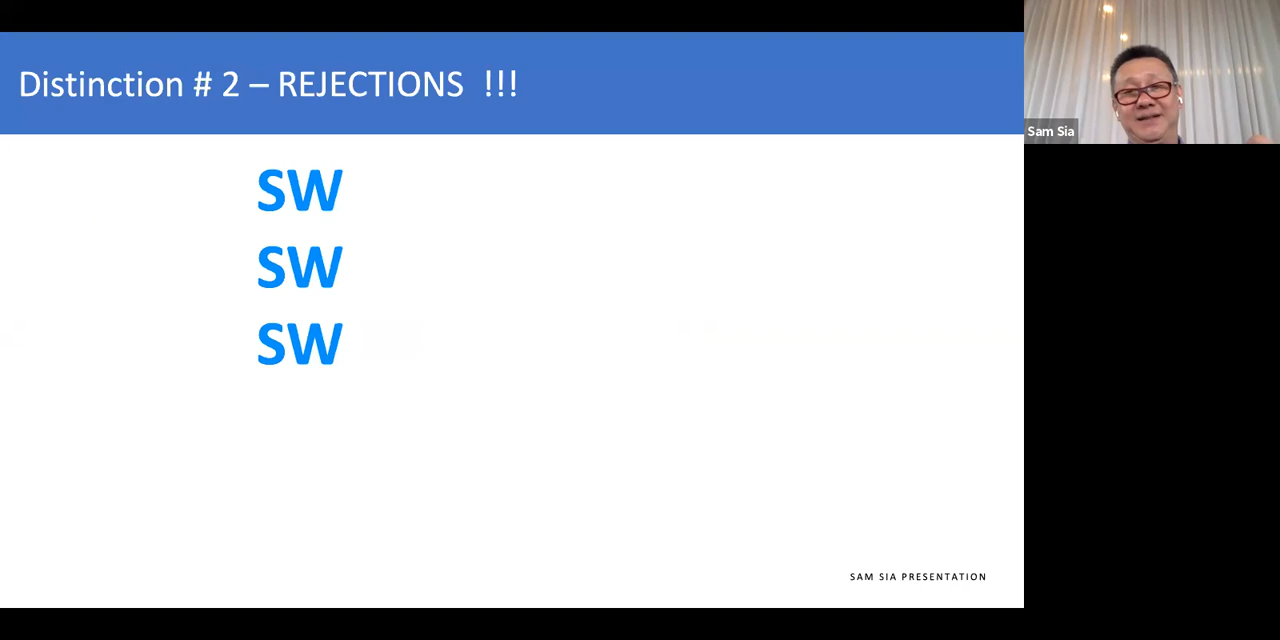 Distinction # 2 – REJECTIONS !!!
Sam Sia
SW
SW
SW
SAM SIA PRESENTATION